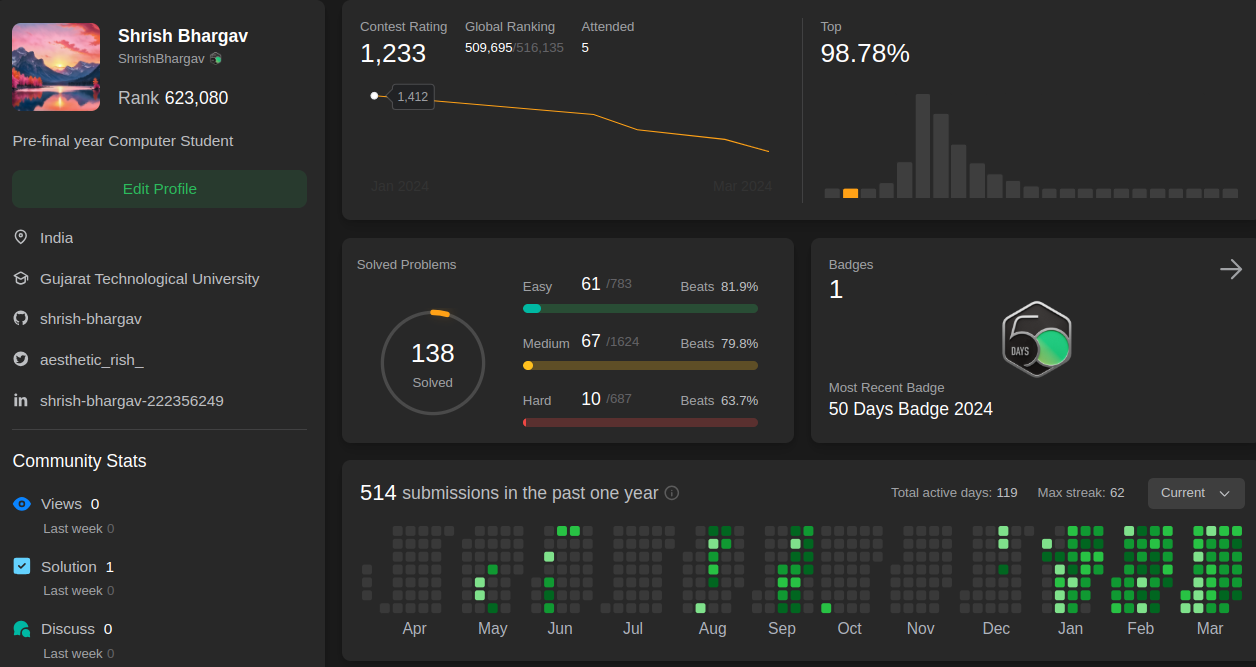 Shrish Bhargav
ShrishBhargav
Rank 623,080
Pre-final year Computer Student
Edit Profile
India
Gujarat Technological University
shrish-bhargav
aesthetic_rish_
shrish-bhargav-222356249
Community Stats
Views 0
Last week 0
Solution 1
Last week 0
Discuss 0
Last week 0
Contest Rating Global Ranking Attended
1,233 509,695/516,135 5
1,412
Jan 2024 Mar 2024
Top
98.78%
Solved Problems
138
Solved
Easy 61 /783 Beats 81.9%
Medium 67 /1624 Beats 79.8%
Hard 10 /687 Beats 63.7%
Badges
1
DAYS
Most Recent Badge
50 Days Badge 2024
514 submissions in the past one year
Total active days: 119 Max streak: 62 Current
Apr May Jun Jul Aug Sep Oct Nov Dec Jan Feb Mar